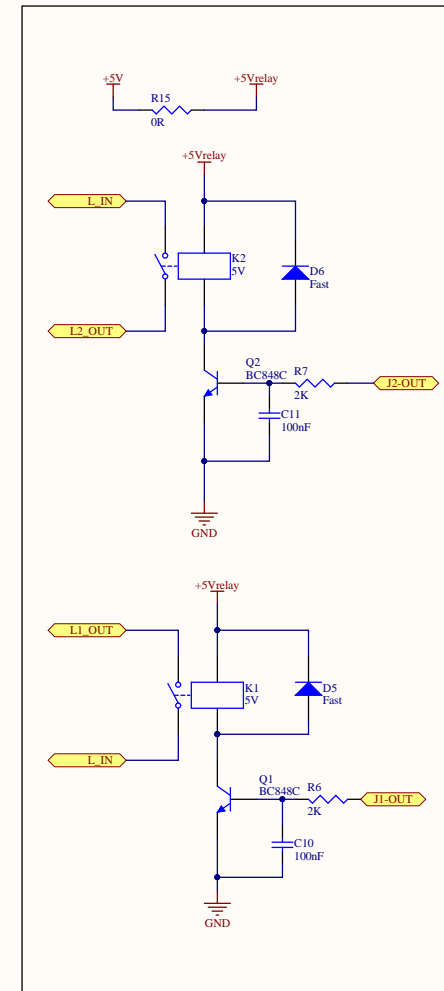 +5V
+5Vrelay
R15
0R
+5Vrelay
L_IN
K2
5V
D6
Fast
L2_OUT
Q2
BC848C
R7
2K
J2-OUT
C11
100nF
GND
+5Vrelay
L1_OUT
K1
5V
D5
Fast
L_IN
Q1
BC848C
R6
2K
J1-OUT
C10
100nF
GND